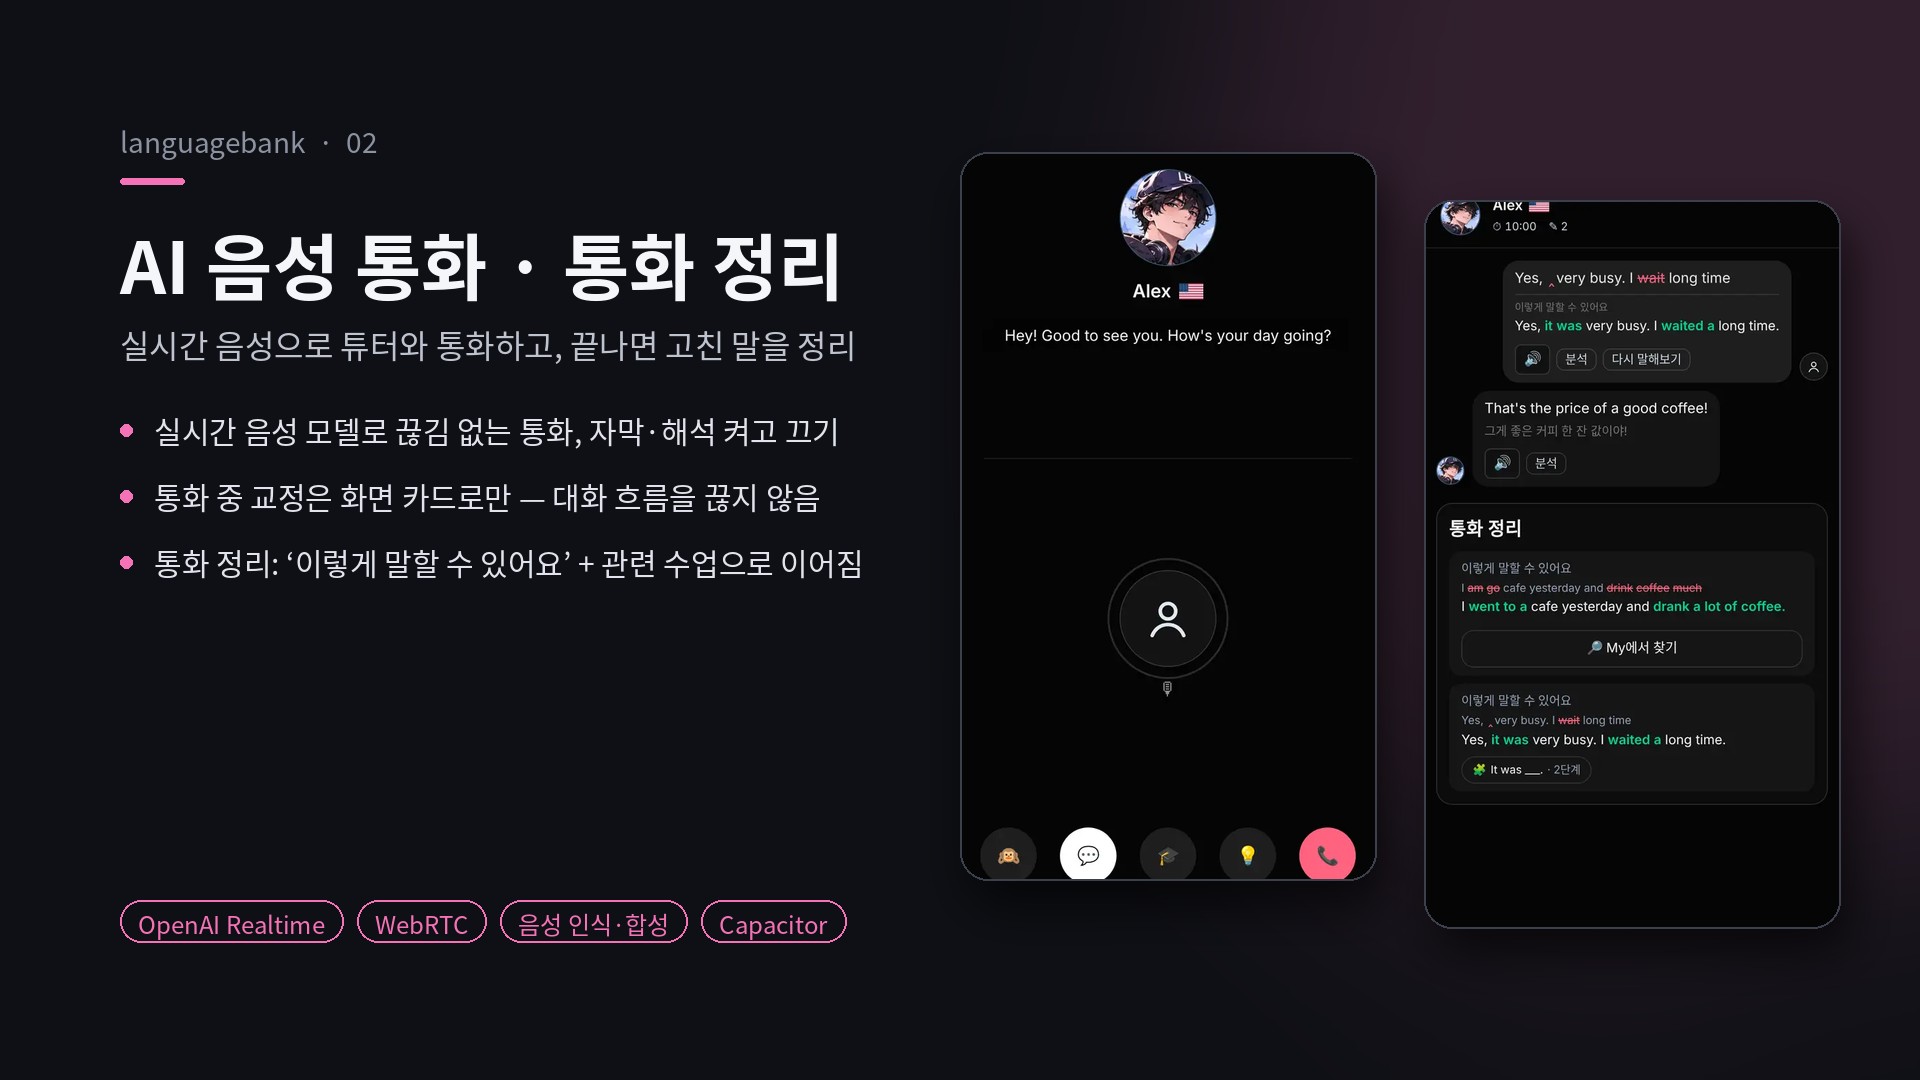 languagebank · 02
AI 음성 통화 · 통화 정리
실시간 음성으로 튜터와 통화하고, 끝나면 고친 말을 정리
실시간 음성 모델로 끊김 없는 통화, 자막·해석 켜고 끄기
통화 중 교정은 화면 카드로만 — 대화 흐름을 끊지 않음
통화 정리: ‘이렇게 말할 수 있어요’ + 관련 수업으로 이어짐
OpenAI Realtime
WebRTC
음성 인식·합성
Capacitor
LB
Alex
Hey! Good to see you. How's your day going?
Alex
10:00 2
Yes, ‸very busy. I wait long time
이렇게 말할 수 있어요
Yes, it was very busy. I waited a long time.
분석
다시 말해보기
That's the price of a good coffee!
그게 좋은 커피 한 잔 값이야!
분석
통화 정리
이렇게 말할 수 있어요
I am go cafe yesterday and drink coffee much
I went to a cafe yesterday and drank a lot of coffee.
My에서 찾기
이렇게 말할 수 있어요
Yes, ‸very busy. I wait long time
Yes, it was very busy. I waited a long time.
It was ___. · 2단계